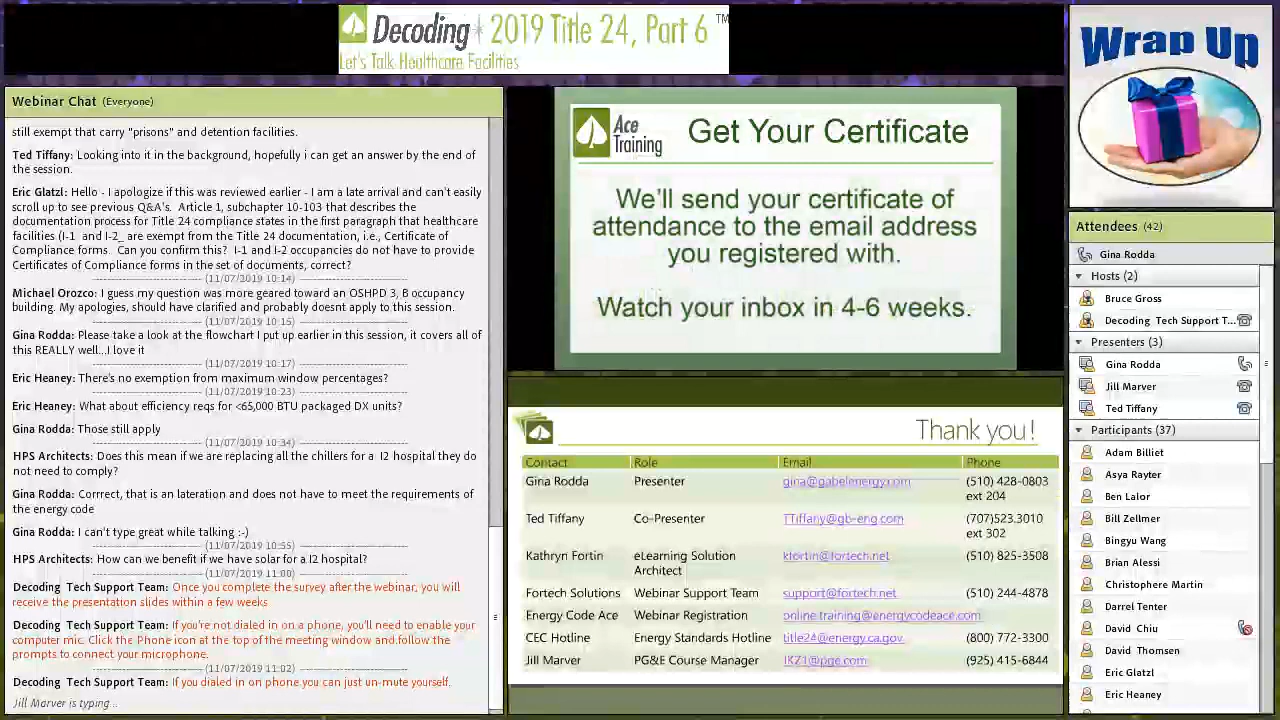 Decoding 2019 Title 24, Part 6 ™
Let's Talk Healthcare Facilities
Wrap Up
Webinar Chat (Everyone)
still exempt that carry "prisons" and detention facilities.
Ted Tiffany: Looking into it in the background, hopefully i can get an answer by the end of
the session.
Eric Glatzl: Hello - I apologize if this was reviewed earlier - I am a late arrival and can't easily
scroll up to see previous Q&A's. Article 1, subchapter 10-103 that describes the
documentation process for Title 24 compliance states in the first paragraph that healthcare
facilities (I-1 and I-2_ are exempt from the Title 24 documentation, i.e., Certificate of
Compliance forms. Can you confirm this? I-1 and I-2 occupancies do not have to provide
Certificates of Compliance forms in the set of documents, correct?
(11/07/2019 10:14)
Michael Orozco: I guess my question was more geared toward an OSHPD 3, B occupancy
building. My apologies, should have clarified and probably doesnt apply to this session.
(11/07/2019 10:15)
Gina Rodda: Please take a look at the flowchart I put up earlier in this session, it covers all of
this REALLY well...I love it
(11/07/2019 10:17)
Eric Heaney: There's no exemption from maximum window percentages?
(11/07/2019 10:23)
Eric Heaney: What about efficiency reqs for <65,000 BTU packaged DX units?
Gina Rodda: Those still apply
(11/07/2019 10:34)
HPS Architects: Does this mean if we are replacing all the chillers for a I2 hospital they do
not need to comply?
Gina Rodda: Corrrect, that is an lateration and does not have to meet the requirements of
the energy code
Gina Rodda: I can't type great while talking :-)
(11/07/2019 10:55)
HPS Architects: How can we benefit if we have solar for a I2 hospital?
(11/07/2019 11:00)
Decoding Tech Support Team: Once you complete the survey after the webinar, you will
receive the presentation slides within a few weeks
Decoding Tech Support Team: If you're not dialed in on a phone, you'll need to enable your
computer mic. Click the Phone icon at the top of the meeting window and follow the
prompts to connect your microphone.
(11/07/2019 11:02)
Decoding Tech Support Team: If you dialed in on phone you can just un-mute yourself.
Jill Marver is typing...
Ace
Training
Get Your Certificate
We'll send your certificate of
attendance to the email address
you registered with.
Watch your inbox in 4-6 weeks.
Thank you!
Contact Role Email Phone
Gina Rodda Presenter gina@gabelenergy.com (510) 428-0803
ext 204
Ted Tiffany Co-Presenter TTiffany@gb-eng.com (707)523.3010
ext 302
Kathryn Fortin eLearning Solution kfortin@fortech.net (510) 825-3508
Architect
Fortech Solutions Webinar Support Team support@fortech.net (510) 244-4878
Energy Code Ace Webinar Registration online.training@energycodeace.com
CEC Hotline Energy Standards Hotline title24@energy.ca.gov (800) 772-3300
Jill Marver PG&E Course Manager JKZ1@pge.com (925) 415-6844
Attendees (42)
Gina Rodda
Hosts (2)
Bruce Gross
Decoding Tech Support T...
Presenters (3)
Gina Rodda
Jill Marver
Ted Tiffany
Participants (37)
Adam Billiet
Asya Rayter
Ben Lalor
Bill Zellmer
Bingyu Wang
Brian Alessi
Christophere Martin
Darrel Tenter
David Chiu
David Thomsen
Eric Glatzl
Eric Heaney